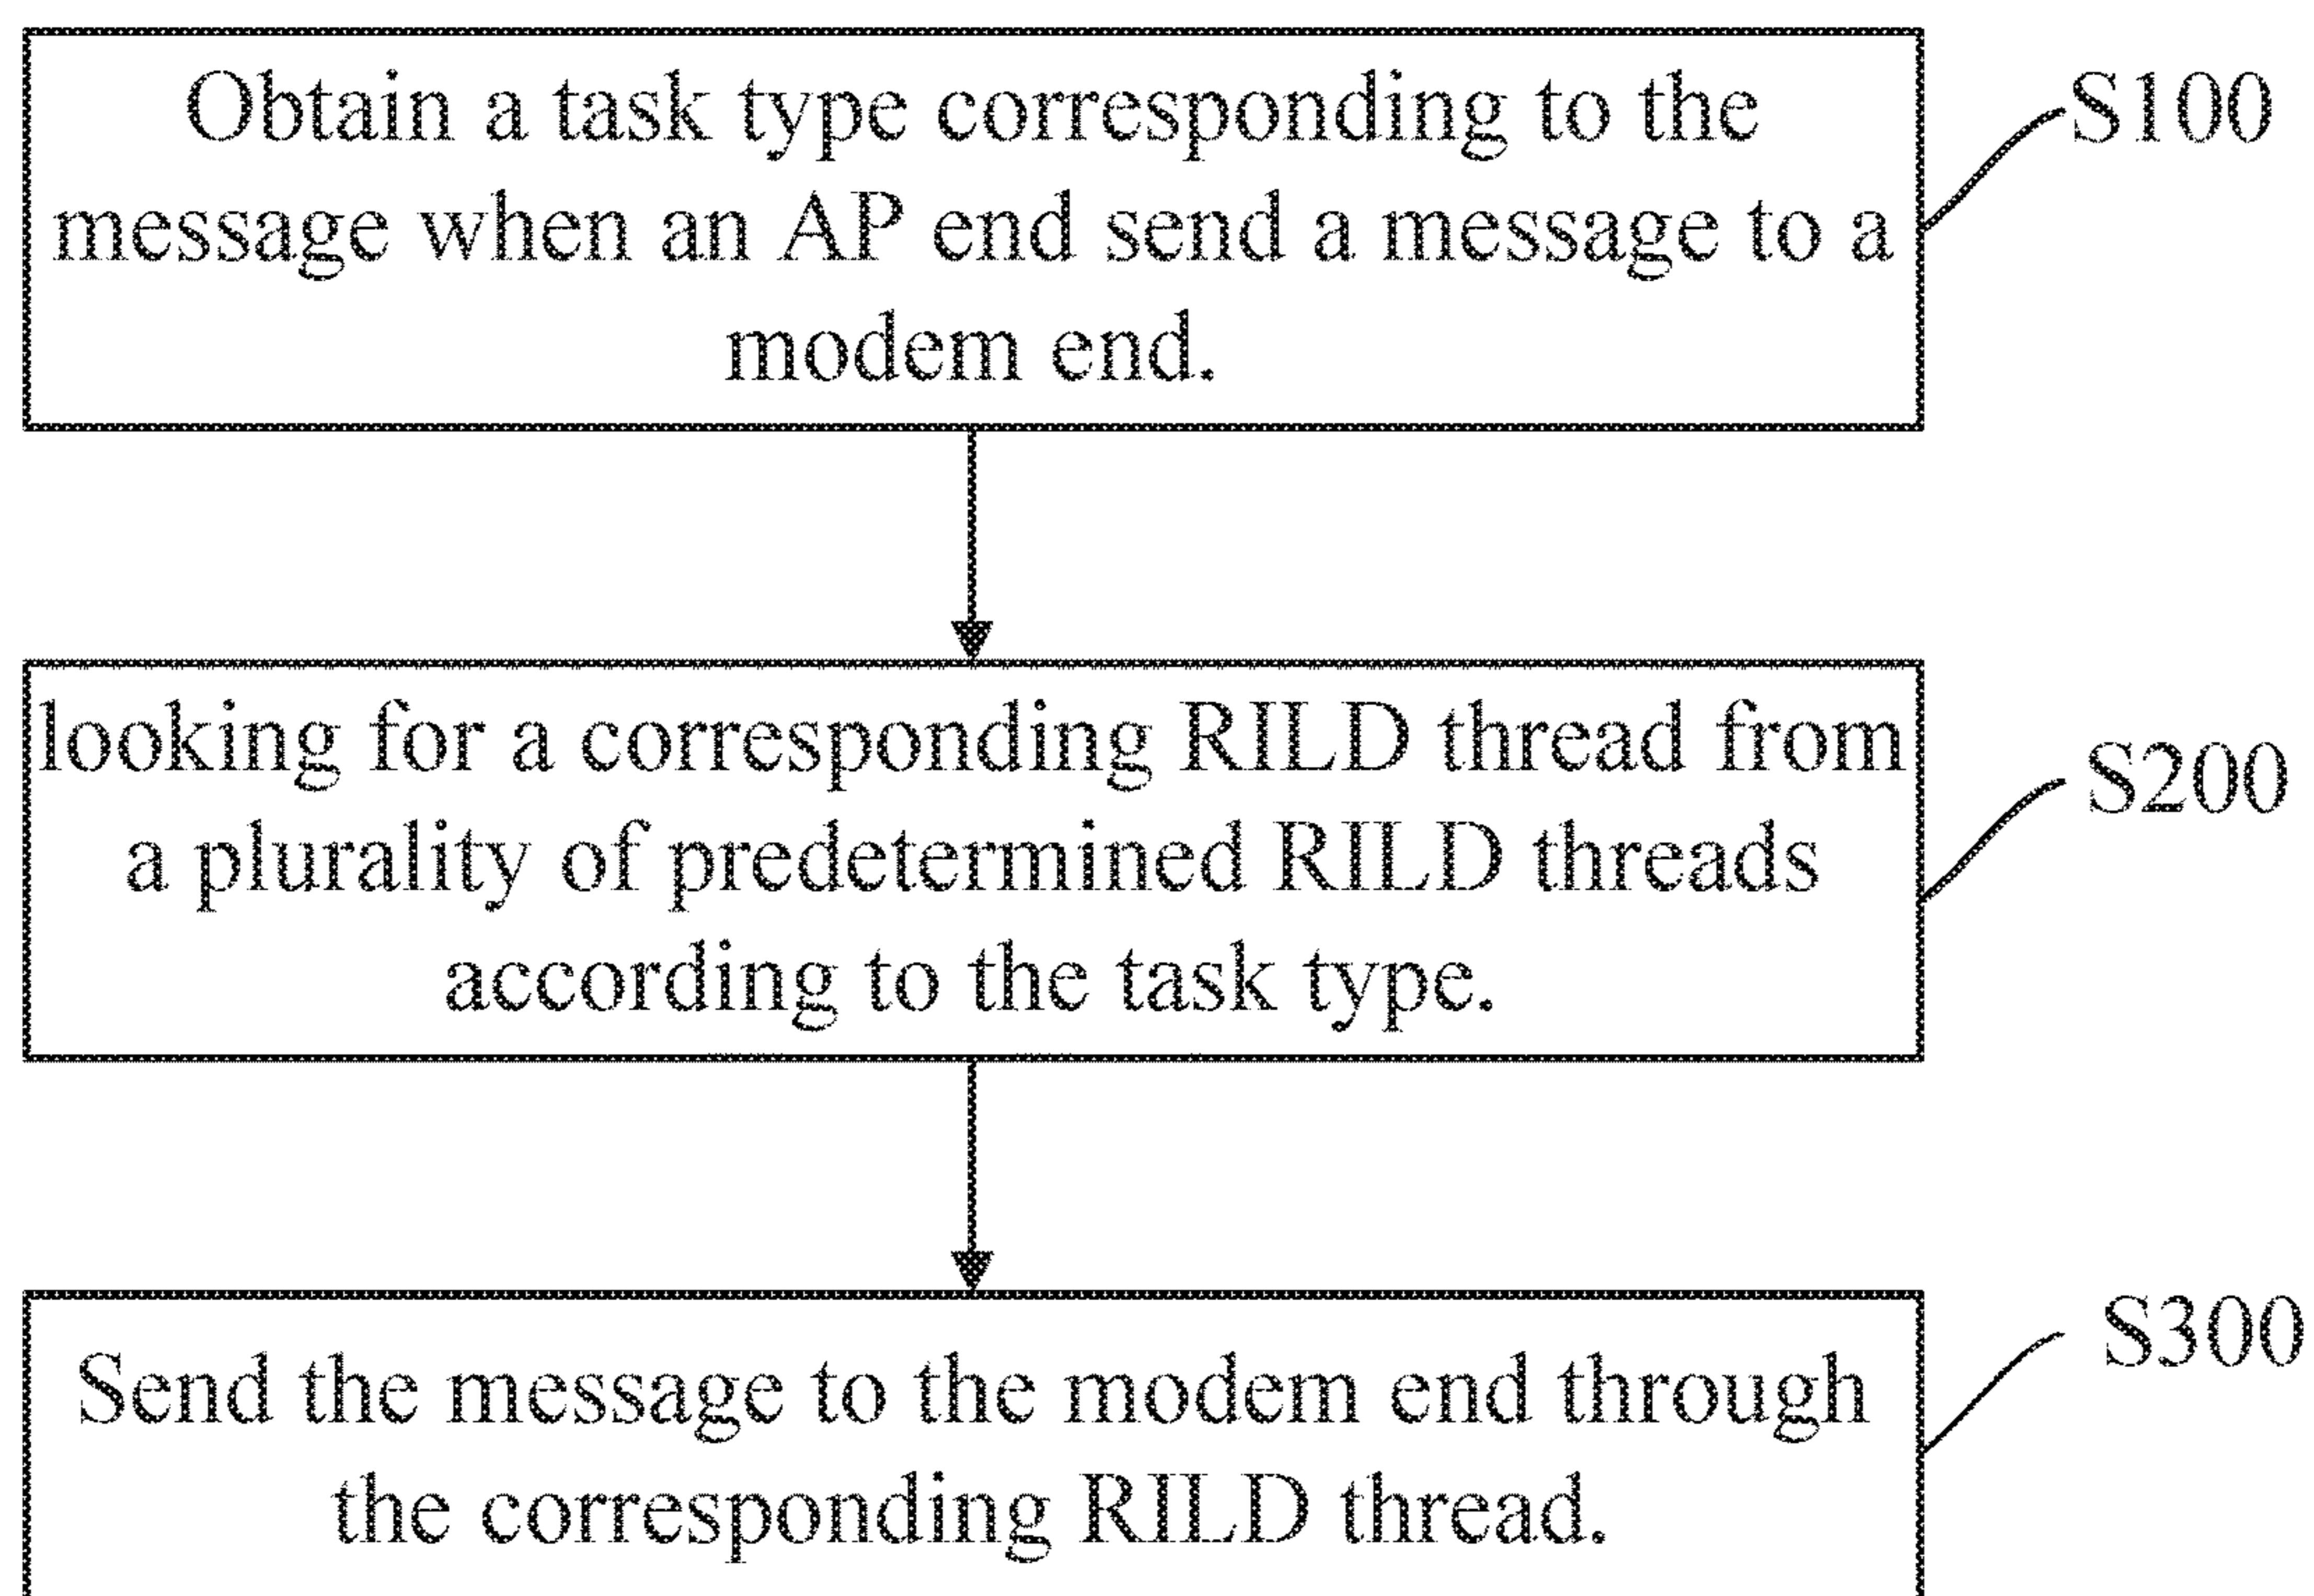 Obtain a task type corresponding to the
message when an AP end send a message to a
modem end.
S100
looking for a corresponding RILD thread from
a plurality of predetermined RILD threads
according to the task type.
S200
Send the message to the modem end through
the corresponding RILD thread.
S300